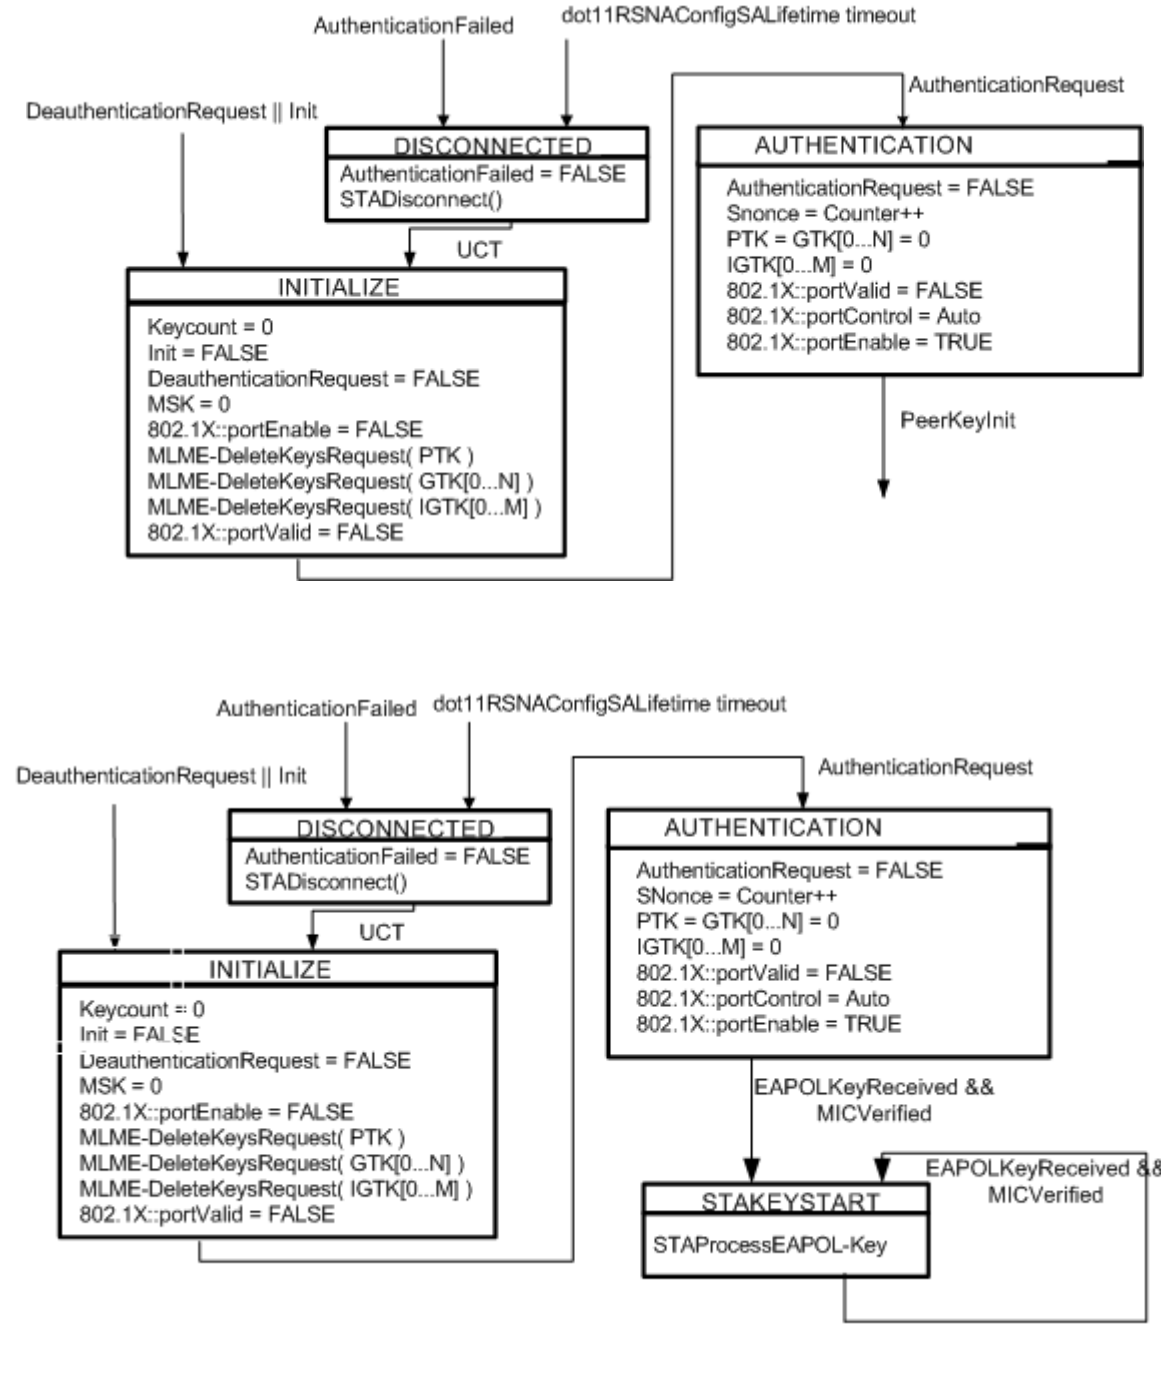 AuthenticationFailed
dot11RSNAConfigSALifetime timeout
DeauthenticationRequest || Init
AuthenticationRequest
DISCONNECTED
AuthenticationFailed = FALSE
STADisconnect()
UCT
INITIALIZE
Keycount = 0
Init = FALSE
DeauthenticationRequest = FALSE
MSK = 0
802.1X::portEnable = FALSE
MLME-DeleteKeysRequest( PTK )
MLME-DeleteKeysRequest( GTK[0...N] )
MLME-DeleteKeysRequest( IGTK[0...M] )
802.1X::portValid = FALSE
AUTHENTICATION
AuthenticationRequest = FALSE
Snonce = Counter++
PTK = GTK[0...N] = 0
IGTK[0...M] = 0
802.1X::portValid = FALSE
802.1X::portControl = Auto
802.1X::portEnable = TRUE
PeerKeyInit
AuthenticationFailed
dot11RSNAConfigSALifetime timeout
DeauthenticationRequest || Init
AuthenticationRequest
DISCONNECTED
AuthenticationFailed = FALSE
STADisconnect()
UCT
INITIALIZE
Keycount = 0
Init = FALSE
DeauthenticationRequest = FALSE
MSK = 0
802.1X::portEnable = FALSE
MLME-DeleteKeysRequest( PTK )
MLME-DeleteKeysRequest( GTK[0...N] )
MLME-DeleteKeysRequest( IGTK[0...M] )
802.1X::portValid = FALSE
AUTHENTICATION
AuthenticationRequest = FALSE
SNonce = Counter++
PTK = GTK[0...N] = 0
IGTK[0...M] = 0
802.1X::portValid = FALSE
802.1X::portControl = Auto
802.1X::portEnable = TRUE
EAPOLKeyReceived &&
MICVerified
EAPOLKeyReceived &&
MICVerified
STAKEYSTART
STAProcessEAPOL-Key